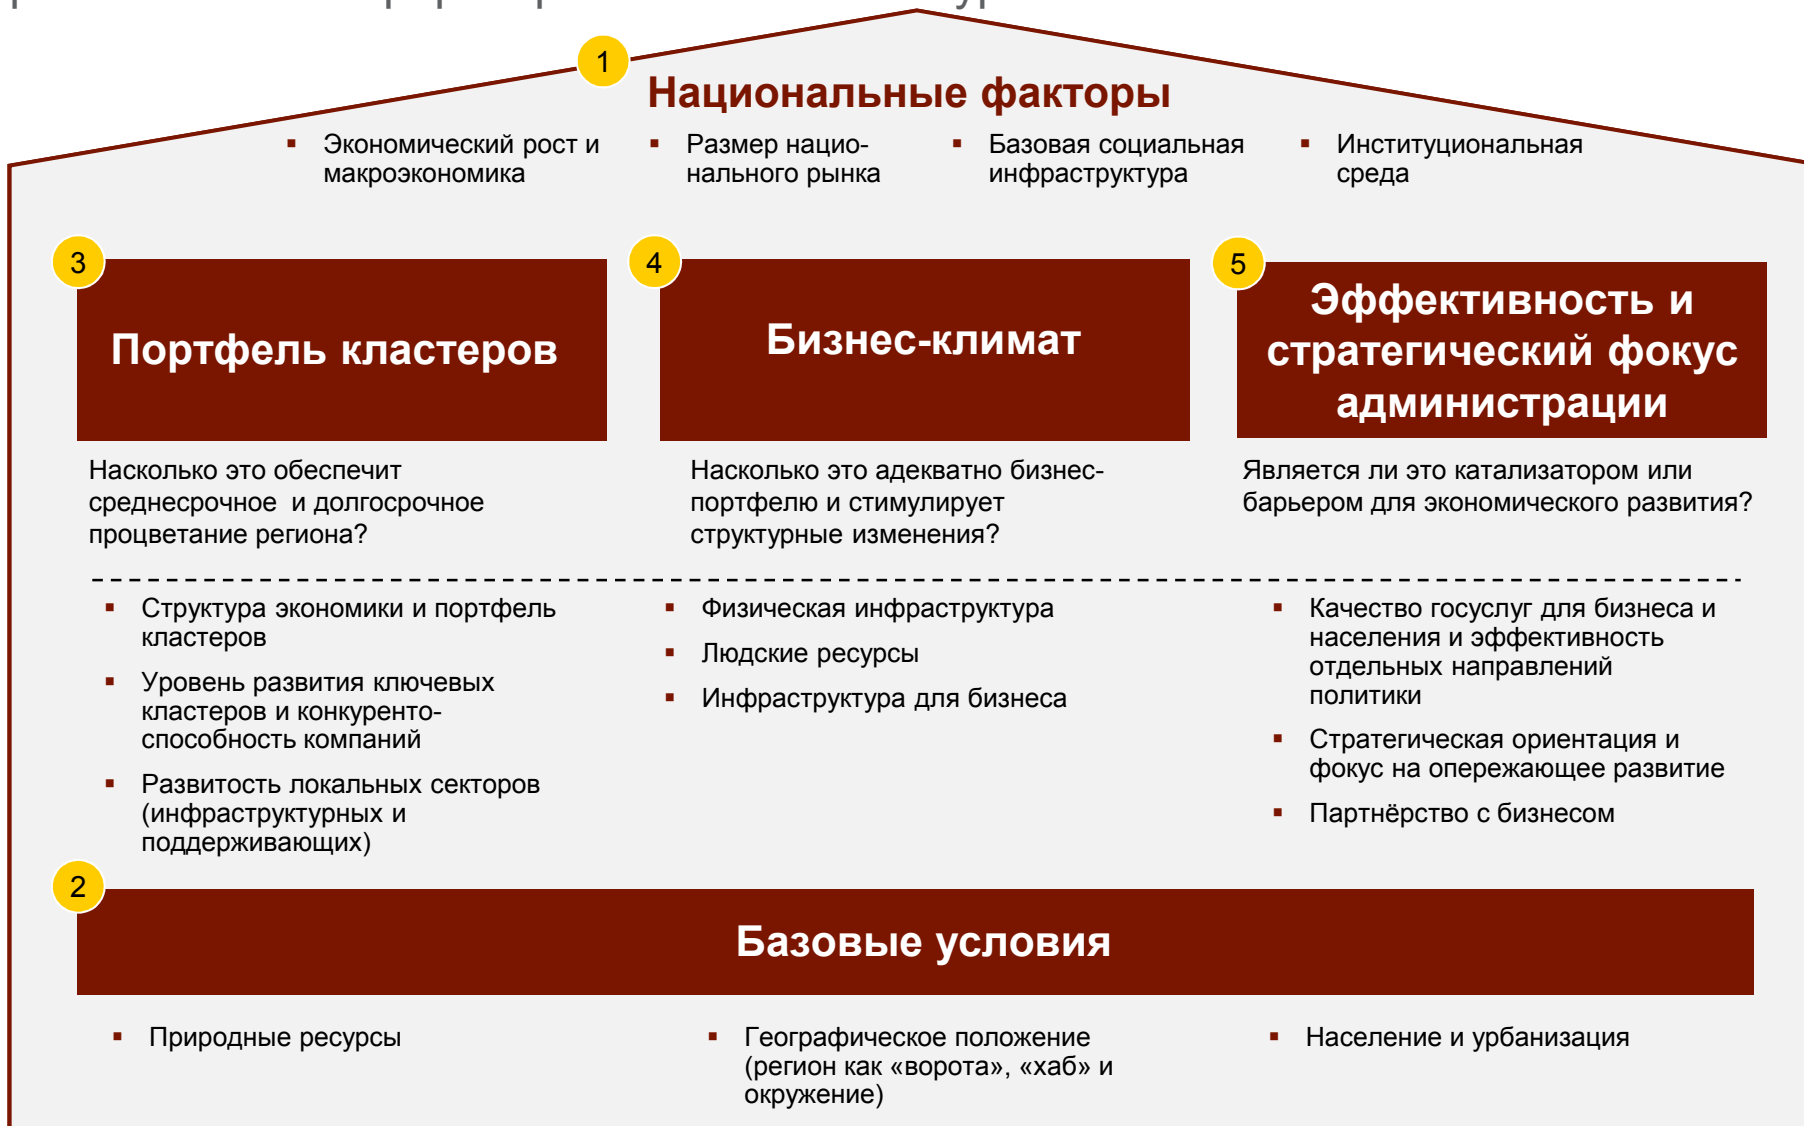 1
Национальные факторы
Экономический рост и
макроэкономика
Размер нацио-
нального рынка
Базовая социальная
инфраструктура
Институциональная
среда
3
Портфель кластеров
Насколько это обеспечит
среднесрочное и долгосрочное
процветание региона?
Структура экономики и портфель
кластеров
Уровень развития ключевых
кластеров и конкуренто-
способность компаний
Развитость локальных секторов
(инфраструктурных и
поддерживающих)
4
Бизнес-климат
Насколько это адекватно бизнес-
портфелю и стимулирует
структурные изменения?
Физическая инфраструктура
Людские ресурсы
Инфраструктура для бизнеса
5
Эффективность и
стратегический фокус
администрации
Является ли это катализатором или
барьером для экономического развития?
Качество госуслуг для бизнеса и
населения и эффективность
отдельных направлений
политики
Стратегическая ориентация и
фокус на опережающее развитие
Партнёрство с бизнесом
2
Базовые условия
Природные ресурсы
Географическое положение
(регион как «ворота», «хаб» и
окружение)
Население и урбанизация